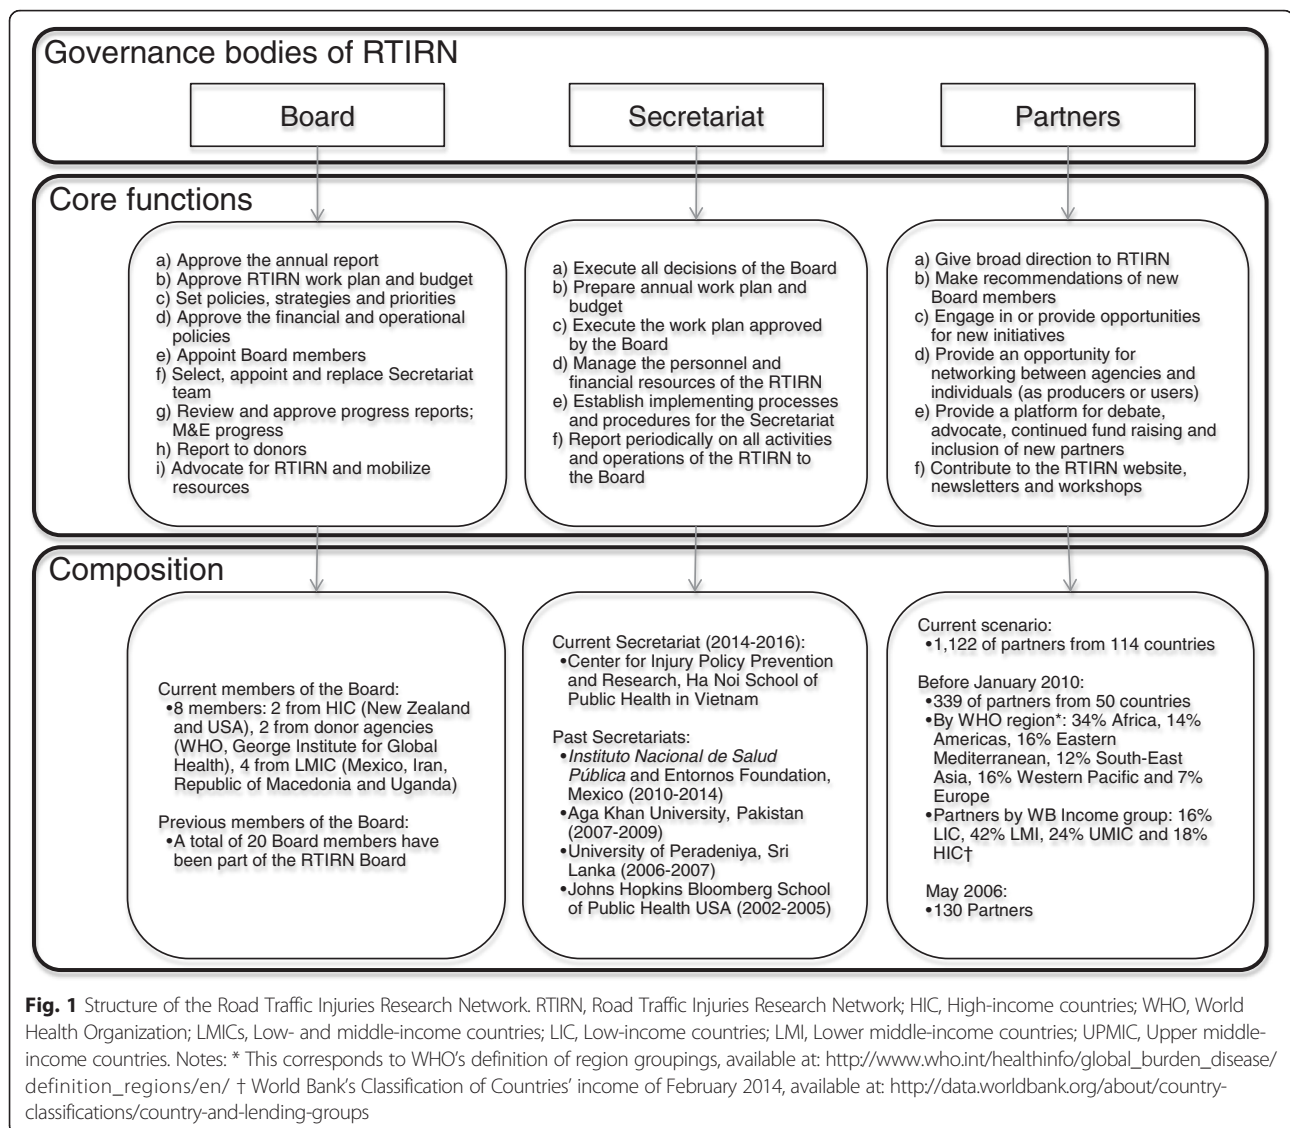 Governance bodies of RTIRN
Board
Secretariat
Partners
Core functions
a) Approve the annual report
b) Approve RTIRN work plan and budget
c) Set policies, strategies and priorities
d) Approve the financial and operational
policies
e) Appoint Board members
f) Select, appoint and replace Secretariat
team
g) Review and approve progress reports;
M&E progress
h) Report to donors
i) Advocate for RTIRN and mobilize
resources
a) Execute all decisions of the Board
b) Prepare annual work plan and
budget
c) Execute the work plan approved
by the Board
d) Manage the personnel and
financial resources of the RTIRN
e) Establish implementing processes
and procedures for the Secretariat
f) Report periodically on all activities
and operations of the RTIRN to
the Board
a) Give broad direction to RTIRN
b) Make recommendations of new
Board members
c) Engage in or provide opportunities
for new initiatives
d) Provide an opportunity for
networking between agencies and
individuals (as producers or users)
e) Provide a platform for debate,
advocate, continued fund raising and
inclusion of new partners
f) Contribute to the RTIRN website,
newsletters and workshops
Composition
Current members of the Board:
•8 members: 2 from HIC (New Zealand
and USA), 2 from donor agencies
(WHO, George Institute for Global
Health), 4 from LMIC (Mexico, Iran,
Republic of Macedonia and Uganda)
Previous members of the Board:
•A total of 20 Board members have
been part of the RTIRN Board
Current Secretariat (2014-2016):
•Center for Injury Policy Prevention
and Research, Ha Noi School of
Public Health in Vietnam
Past Secretariats:
•Instituto Nacional de Salud
Pública and Entornos Foundation,
Mexico (2010-2014)
•Aga Khan University, Pakistan
(2007-2009)
•University of Peradeniya, Sri
Lanka (2006-2007)
•Johns Hopkins Bloomberg School
of Public Health USA (2002-2005)
Current scenario:
•1,122 of partners from 114 countries
Before January 2010:
•339 of partners from 50 countries
•By WHO region*: 34% Africa, 14%
Americas, 16% Eastern
Mediterranean, 12% South-East
Asia, 16% Western Pacific and 7%
Europe
•Partners by WB Income group: 16%
LIC, 42% LMI, 24% UMIC and 18%
HIC†
May 2006:
•130 Partners
Fig. 1 Structure of the Road Traffic Injuries Research Network. RTIRN, Road Traffic Injuries Research Network; HIC, High-income countries; WHO, World
Health Organization; LMICs, Low- and middle-income countries; LIC, Low-income countries; LMI, Lower middle-income countries; UPMIC, Upper middle-
income countries. Notes: * This corresponds to WHO's definition of region groupings, available at: http://www.who.int/healthinfo/global_burden_disease/
definition_regions/en/ † World Bank's Classification of Countries' income of February 2014, available at: http://data.worldbank.org/about/country-
classifications/country-and-lending-groups